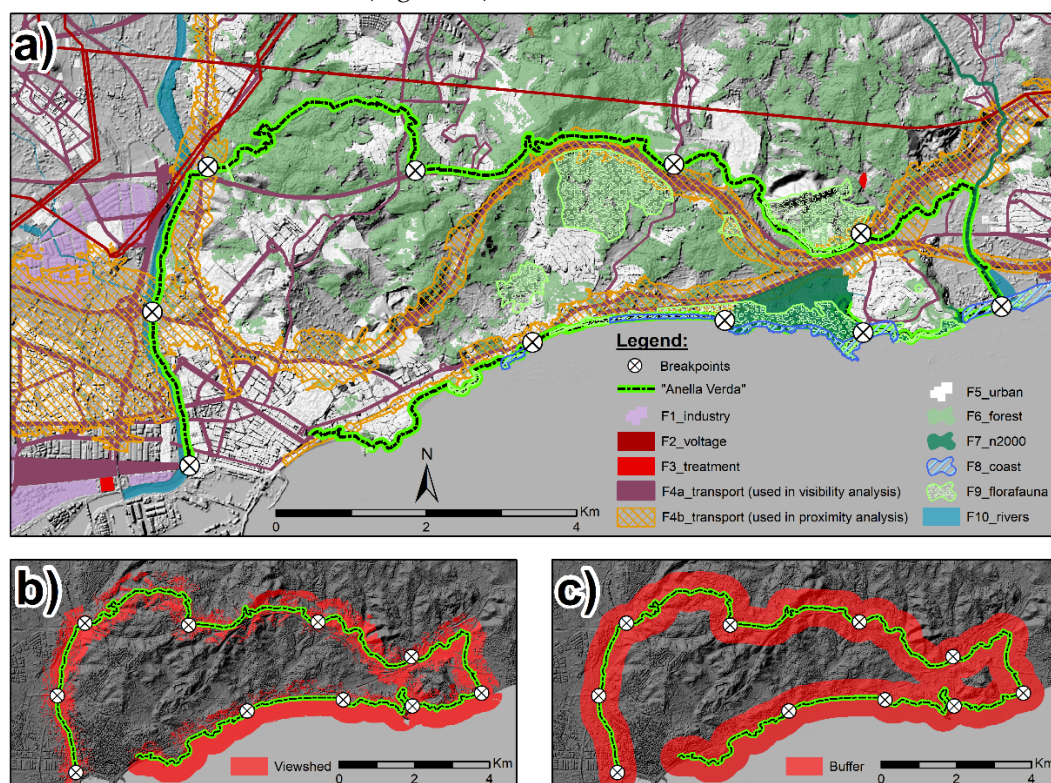 a)
Legend:
Breakpoints
"Anella Verda"
F1_industry
F2_voltage
F3_treatment
F4a_transport (used in visibility analysis)
F4b_transport (used in proximity analysis)
F5_urban
F6_forest
F7_n2000
F8_coast
F9_florafauna
F10_rivers
N
Km
0 2 4
b)
Viewshed
Km
0 2 4
c)
Buffer
Km
0 2 4